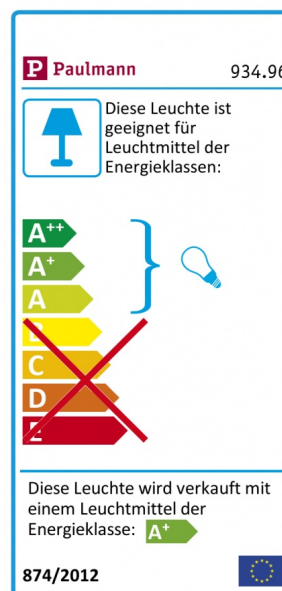 P Paulmann 934.96
Diese Leuchte ist
geeignet für
Leuchtmittel der
Energieklassen:
A++
A+
A
B
C
D
E
Diese Leuchte wird verkauft mit
einem Leuchtmittel der
Energieklasse: A+
874/2012